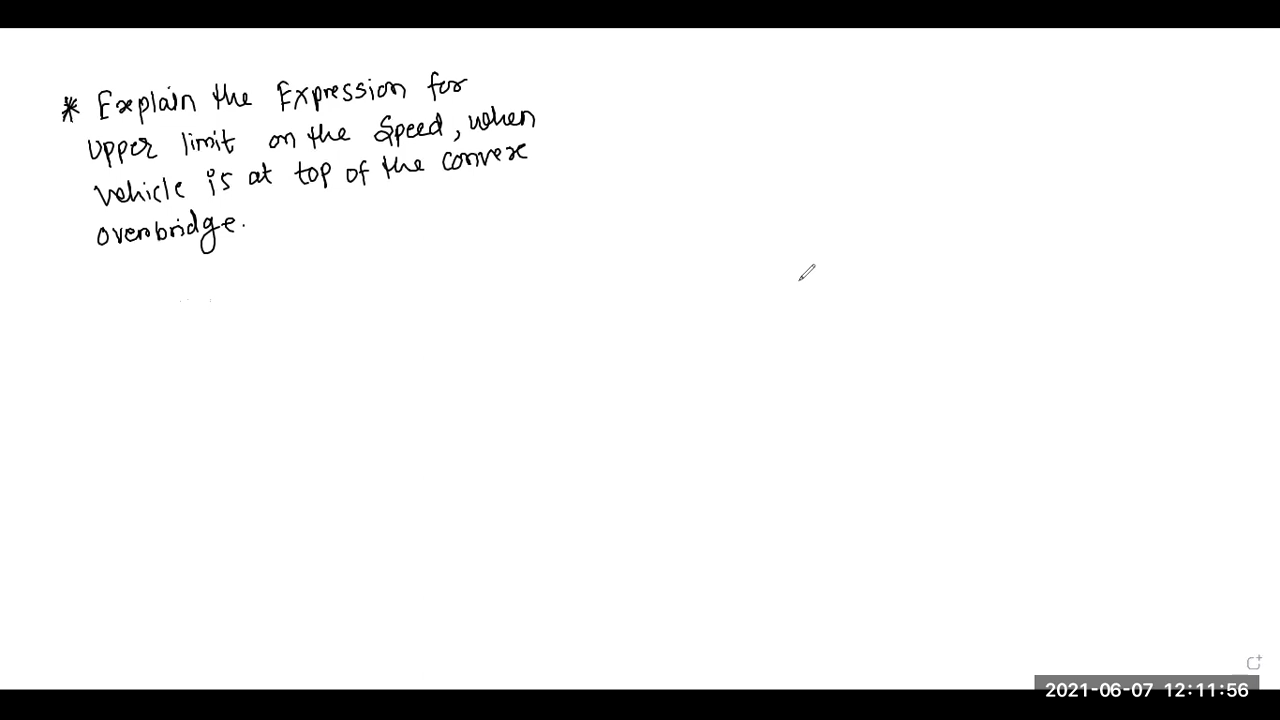 * Explain the Expression for
Upper limit on the Speed, when
vehicle is at top of the convex
overbridge.
2021-06-07 12:11:56